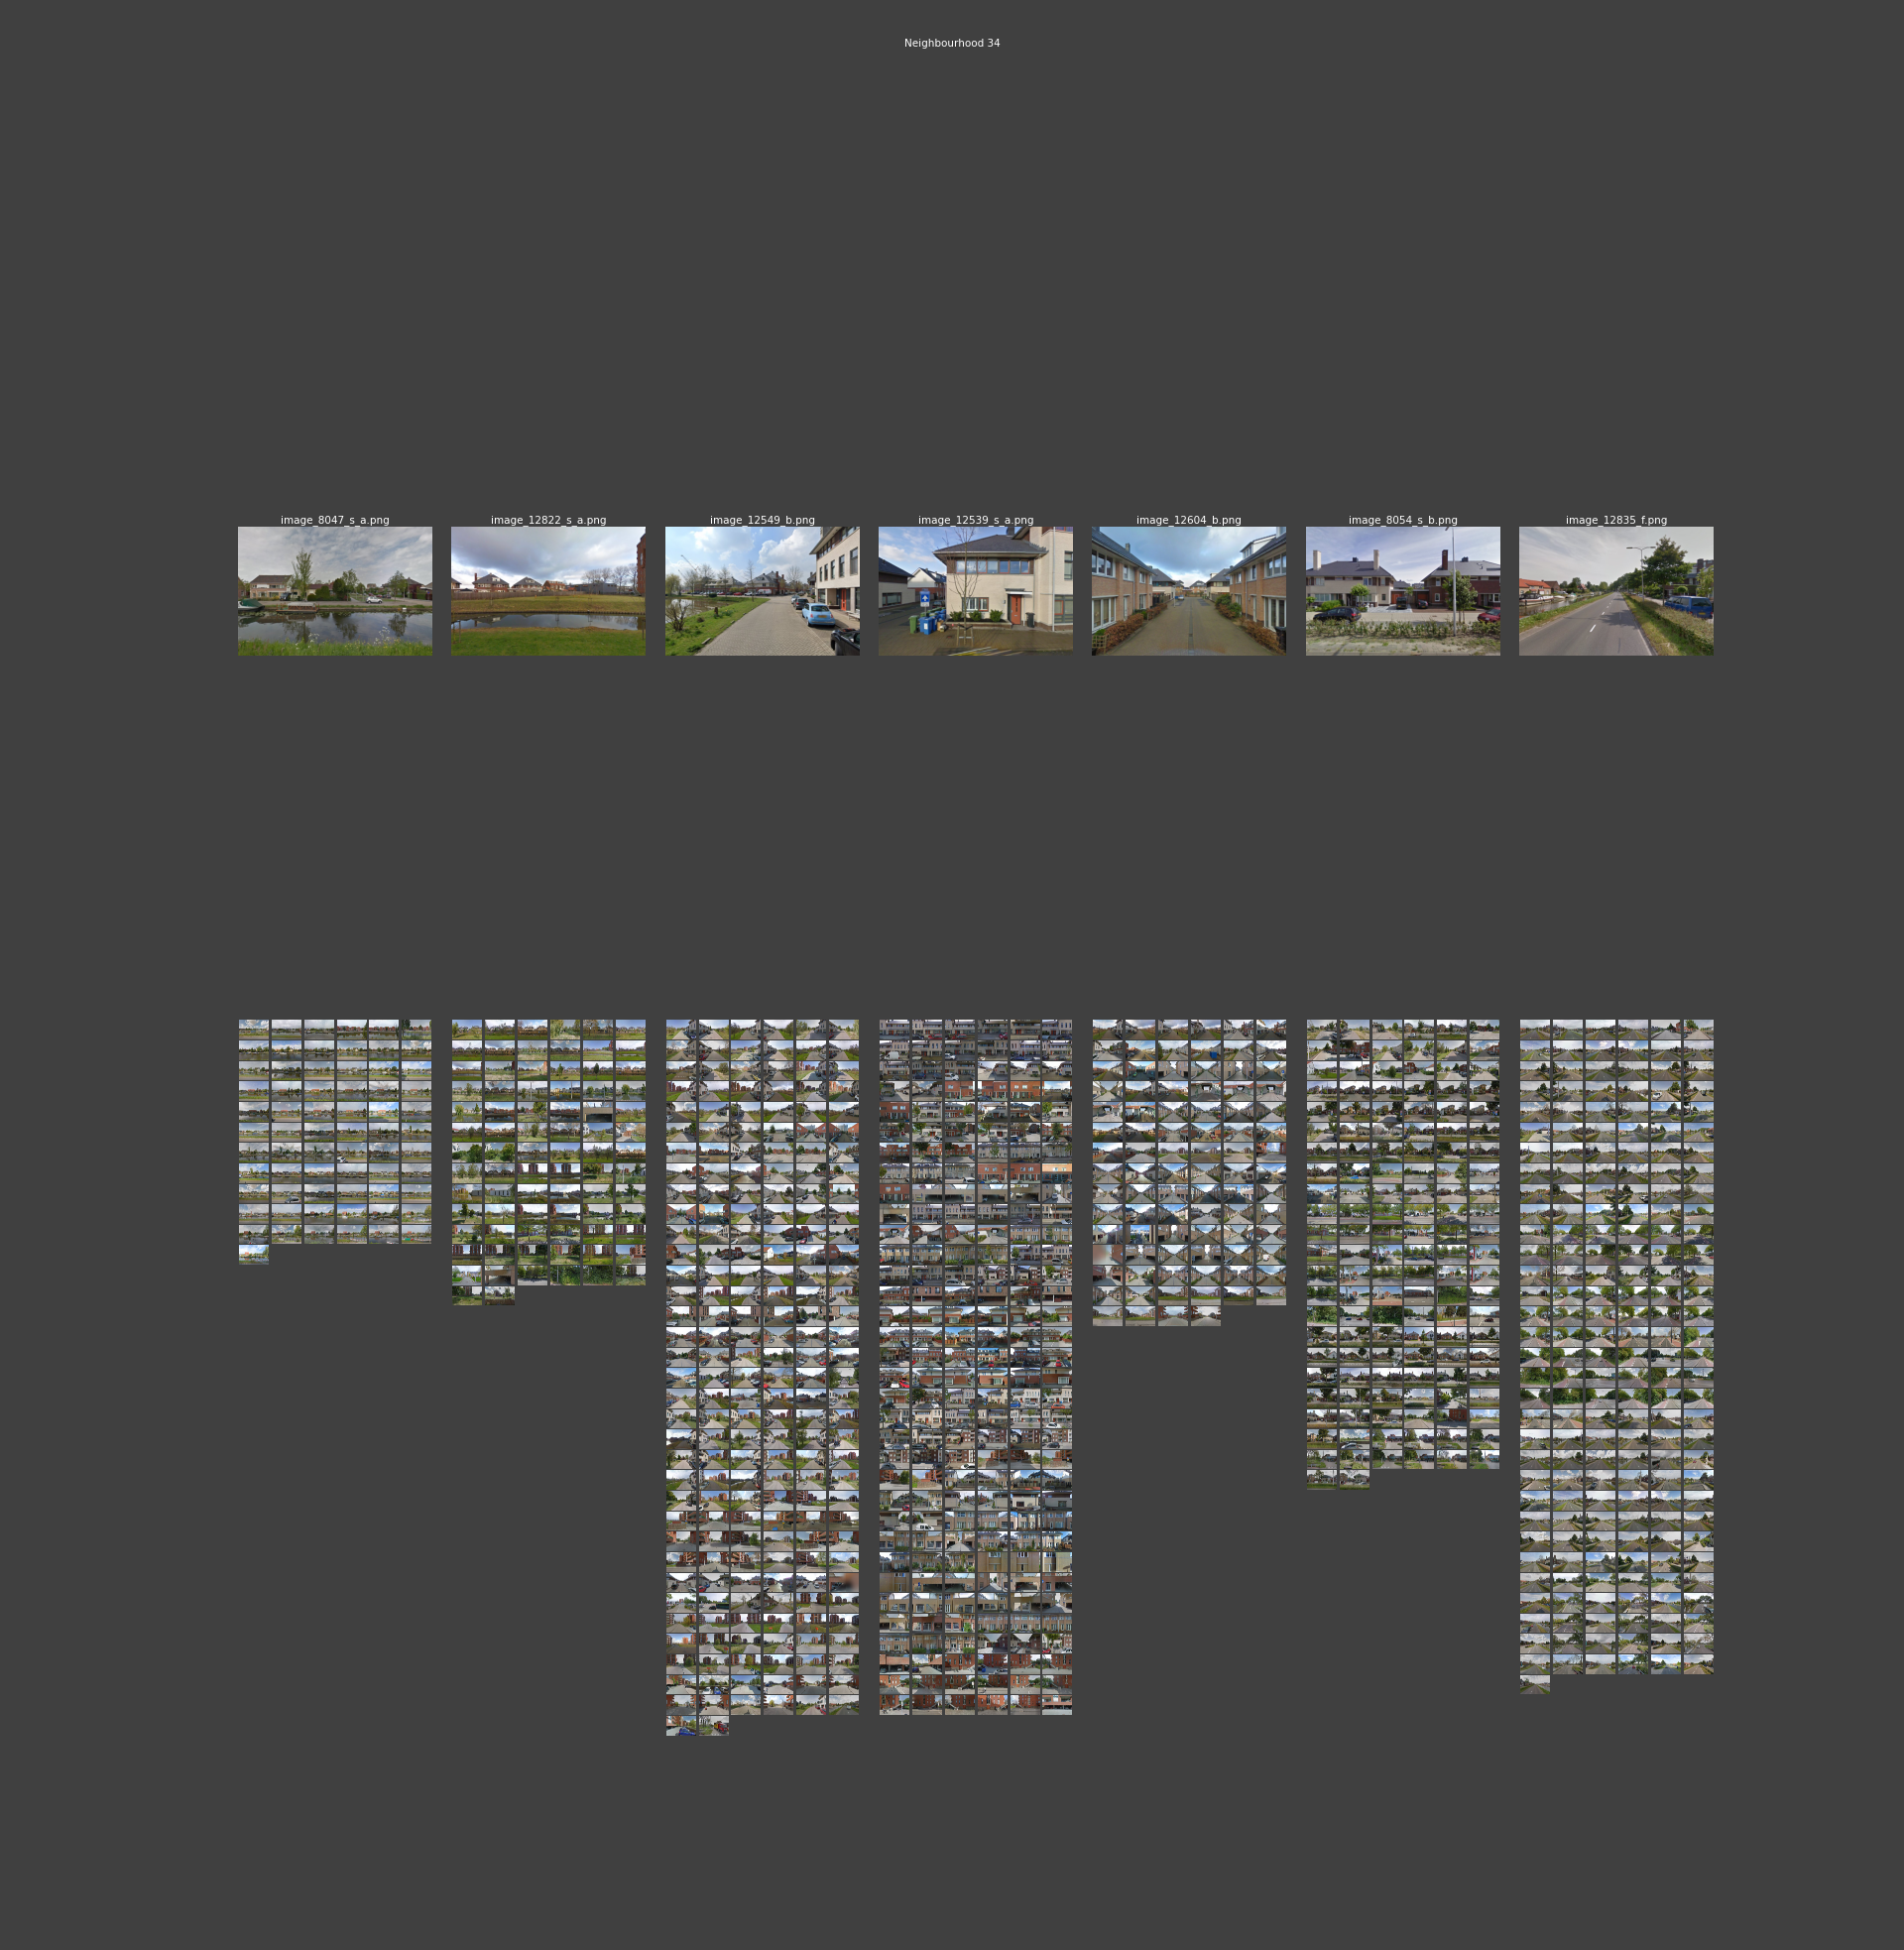 Neighbourhood 34
image_8047_s_a.png
image_12822_s_a.png
image_12549_b.png
image_12539_s_a.png
image_12604_b.png
image_8054_s_b.png
image_12835_f.png